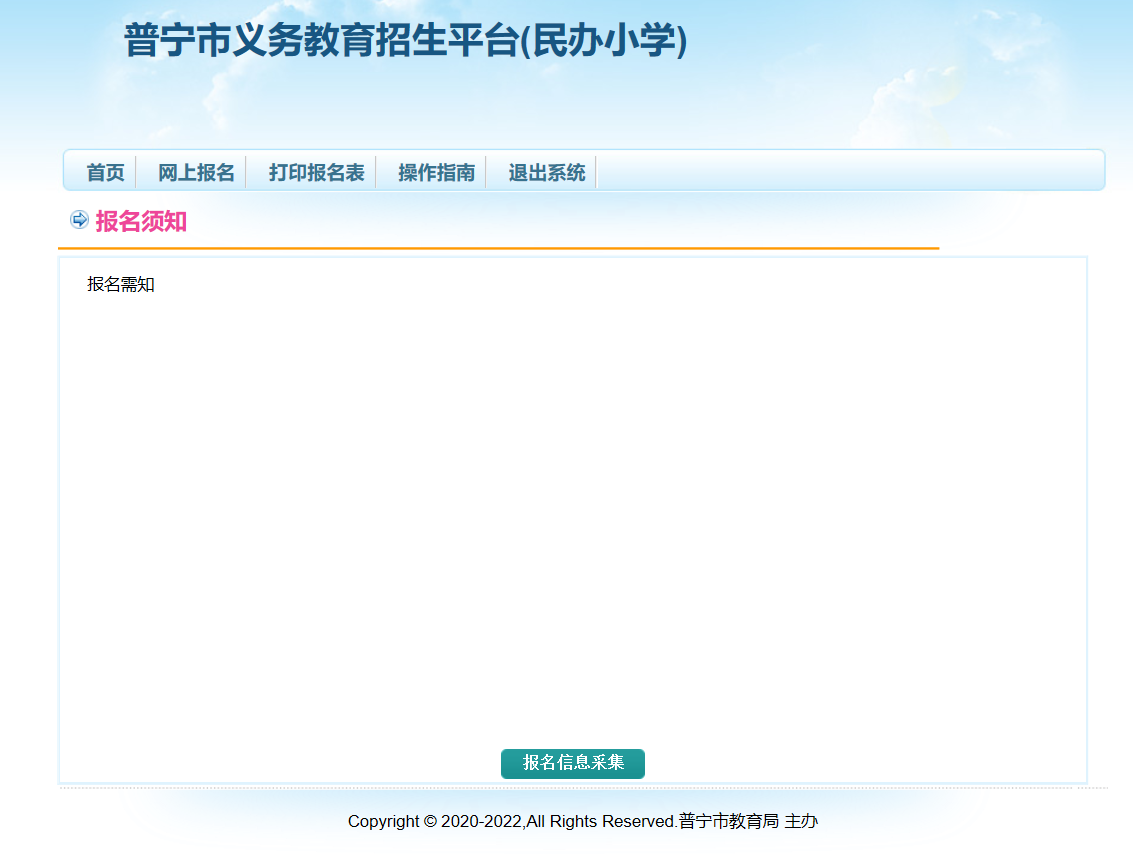 普宁市义务教育招生平台(民办小学)
首页 网上报名 打印报名表 操作指南 退出系统
报名须知
报名需知
报名信息采集
Copyright © 2020-2022,All Rights Reserved.普宁市教育局 主办